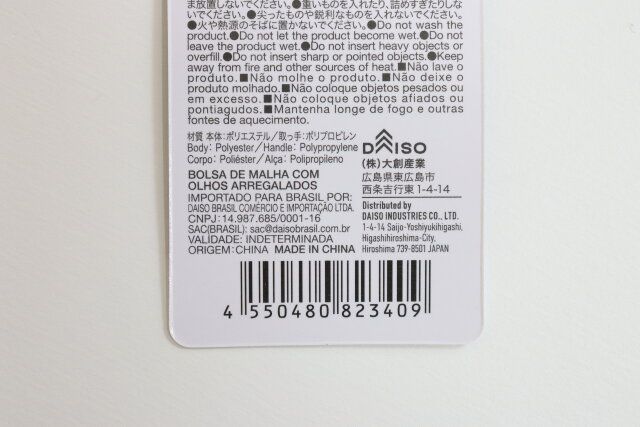 ま放置しないでください。●重いものを入れたり、詰めすぎたりしな
いでください。●尖ったものや鋭利なものを入れないでください。
●火や熱源のそばに置かないでください。●Do not wash the
product.●Do not let the product become wet.●Do not
leave the product wet.●Do not insert heavy objects or
overfill.●Do not insert sharp or pointed objects.●Keep
away from fire and other sources of heat.■Não lave o
produto.■Não molhe o produto.■Não deixe o
produto molhado.■Não coloque objetos pesados ou
em excesso.■Não coloque objetos afiados ou
pontiagudos.■Mantenha longe de fogo e outras
fontes de aquecimento.
材質 本体：ポリエステル／取っ手：ポリプロピレン
Body: Polyester/Handle: Polypropylene
Corpo: Poliéster/Alça: Polipropileno
BOLSA DE MALHA COM
OLHOS ARREGALADOS
IMPORTADO PARA BRASIL POR:
DAISO BRASIL COMÉRCIO E IMPORTAÇÃO LTDA.
CNPJ: 14.987.685/0001-16
SAC(BRASIL): sac@daisobrasil.com.br
VALIDADE: INDETERMINADA
ORIGEM:CHINA MADE IN CHINA
DAISO
(株)大創産業
広島県東広島市
西条吉行東1-4-14
Distributed by
DAISO INDUSTRIES CO., LTD.
1-4-14 Saijo-Yoshiyukihigashi,
Higashihiroshima-City,
Hiroshima 739-8501 JAPAN
4 550480 823409